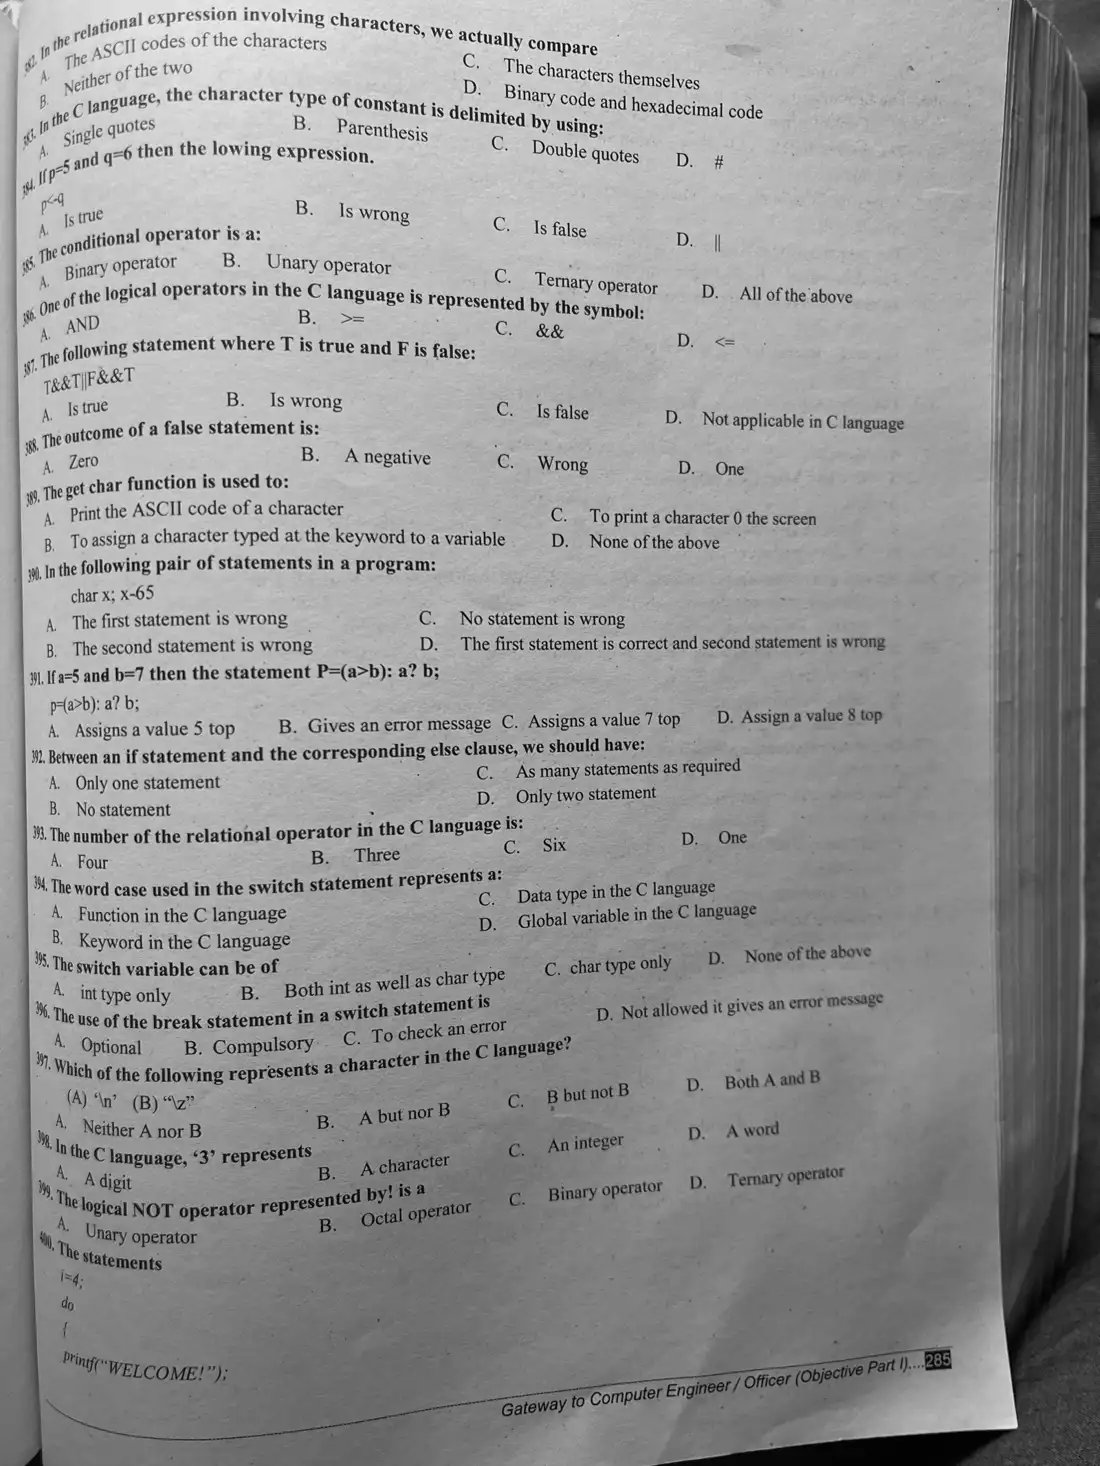 382. In the relational expression involving characters, we actually compare
A. The ASCII codes of the characters C. The characters themselves
B. Neither of the two D. Binary code and hexadecimal code
383. In the C language, the character type of constant is delimited by using:
A. Single quotes B. Parenthesis C. Double quotes D. #
384. If p=5 and q=6 then the lowing expression.
p<-q
A. Is true B. Is wrong C. Is false D. ||
385. The conditional operator is a:
A. Binary operator B. Unary operator C. Ternary operator D. All of the above
386. One of the logical operators in the C language is represented by the symbol:
A. AND B. >= C. && D. <=
387. The following statement where T is true and F is false:
T&&T||F&&T
A. Is true B. Is wrong C. Is false D. Not applicable in C language
388. The outcome of a false statement is:
A. Zero B. A negative C. Wrong D. One
389. The get char function is used to:
A. Print the ASCII code of a character C. To print a character 0 the screen
B. To assign a character typed at the keyword to a variable D. None of the above
390. In the following pair of statements in a program:
char x; x-65
A. The first statement is wrong C. No statement is wrong
B. The second statement is wrong D. The first statement is correct and second statement is wrong
391. If a=5 and b=7 then the statement P=(a>b): a? b;
p=(a>b): a? b;
A. Assigns a value 5 top B. Gives an error message C. Assigns a value 7 top D. Assign a value 8 top
392. Between an if statement and the corresponding else clause, we should have:
A. Only one statement C. As many statements as required
B. No statement D. Only two statement
393. The number of the relational operator in the C language is:
A. Four B. Three C. Six D. One
394. The word case used in the switch statement represents a:
A. Function in the C language C. Data type in the C language
B. Keyword in the C language D. Global variable in the C language
395. The switch variable can be of
A. int type only B. Both int as well as char type C. char type only D. None of the above
396. The use of the break statement in a switch statement is
A. Optional B. Compulsory C. To check an error D. Not allowed it gives an error message
397. Which of the following represents a character in the C language?
(A) ‘\n’ (B) “\z”
A. Neither A nor B B. A but nor B C. B but not B D. Both A and B
398. In the C language, ‘3’ represents
A. A digit B. A character C. An integer D. A word
399. The logical NOT operator represented by! is a
A. Unary operator B. Octal operator C. Binary operator D. Ternary operator
400. The statements
i=4;
do
{
printf(“WELCOME!”);
Gateway to Computer Engineer / Officer (Objective Part I)....285